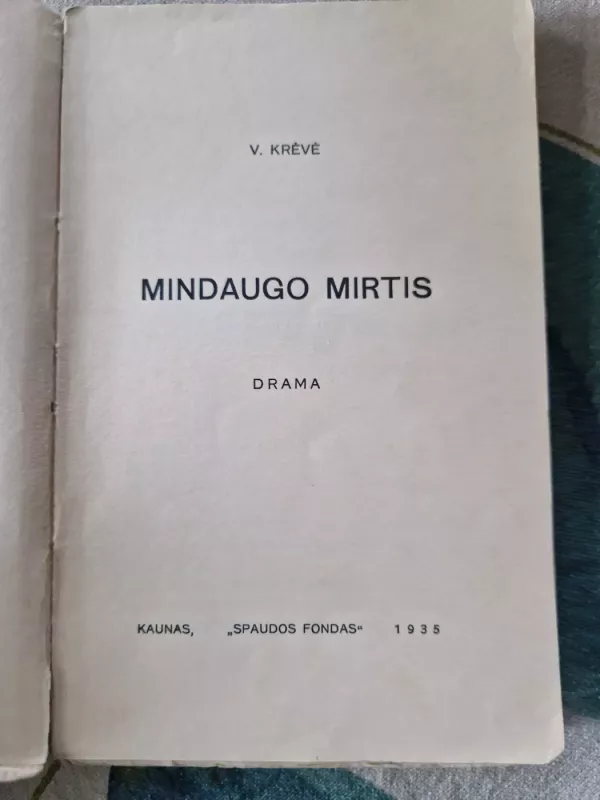 V. KRĖVĖ
MINDAUGO MIRTIS
DRAMA
KAUNAS, „SPAUDOS FONDAS“ 1935